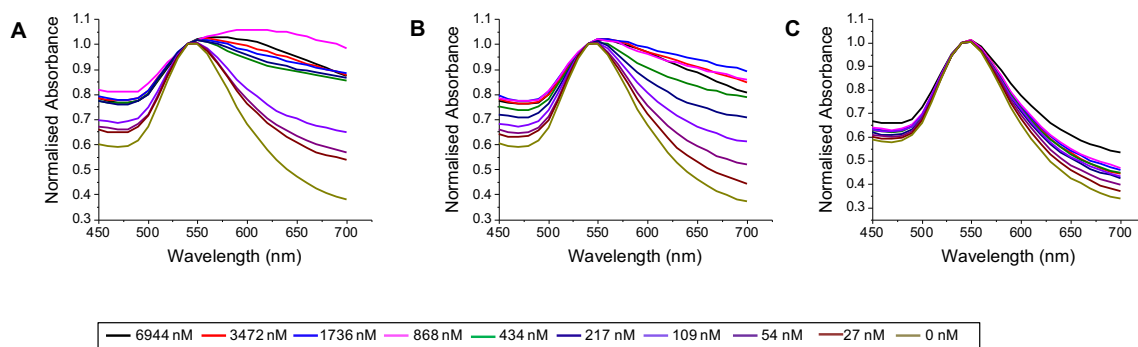 A
B
C
Normalised Absorbance
1.1
1.0
0.9
0.8
0.7
0.6
0.5
0.4
0.3
450 500 550 600 650 700
Wavelength (nm)
Normalised Absorbance
1.1
1.0
0.9
0.8
0.7
0.6
0.5
0.4
0.3
450 500 550 600 650 700
Wavelength (nm)
Normalised Absorbance
1.1
1.0
0.9
0.8
0.7
0.6
0.5
0.4
0.3
450 500 550 600 650 700
Wavelength (nm)
6944 nM 3472 nM 1736 nM 868 nM 434 nM 217 nM 109 nM 54 nM 27 nM 0 nM